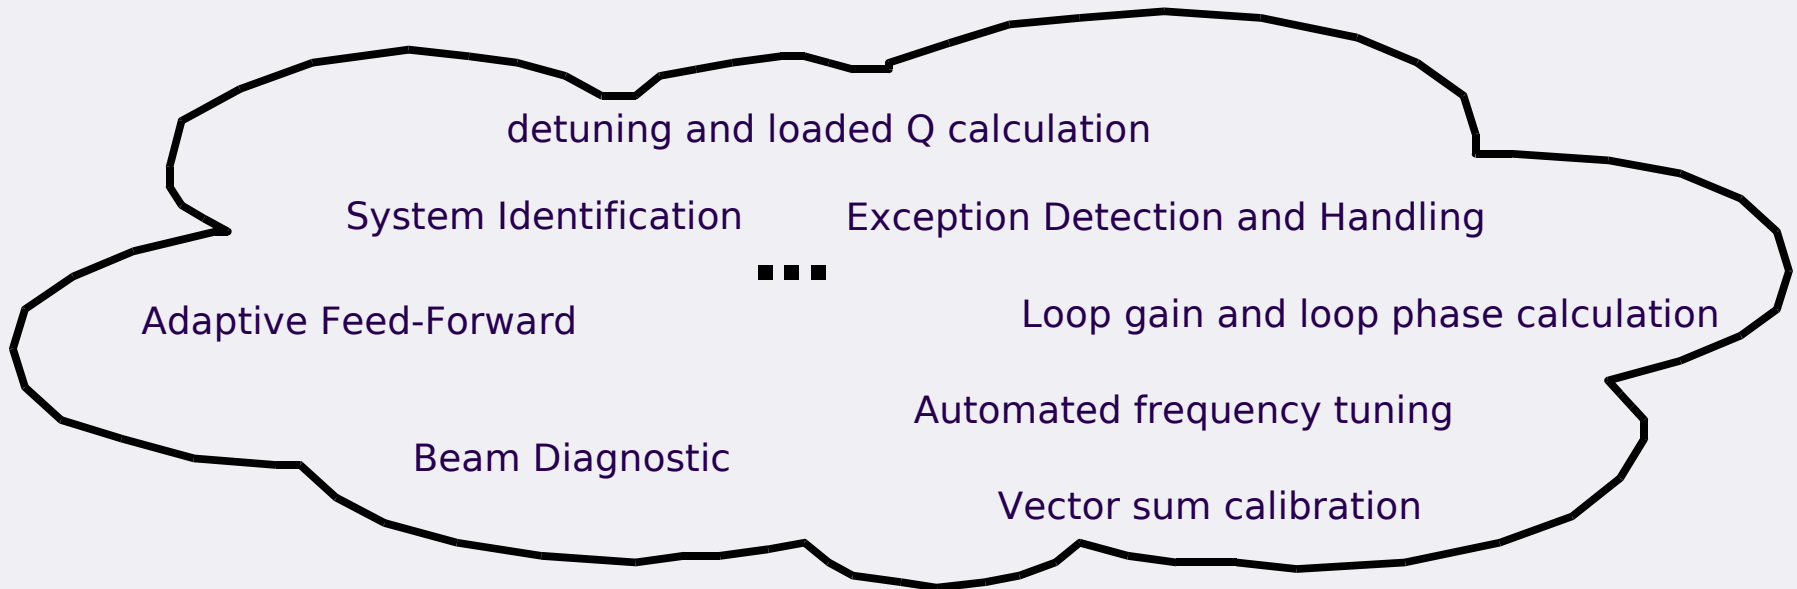 detuning and loaded Q calculation
System Identification
Exception Detection and Handling
...
Adaptive Feed-Forward
Loop gain and loop phase calculation
Automated frequency tuning
Beam Diagnostic
Vector sum calibration